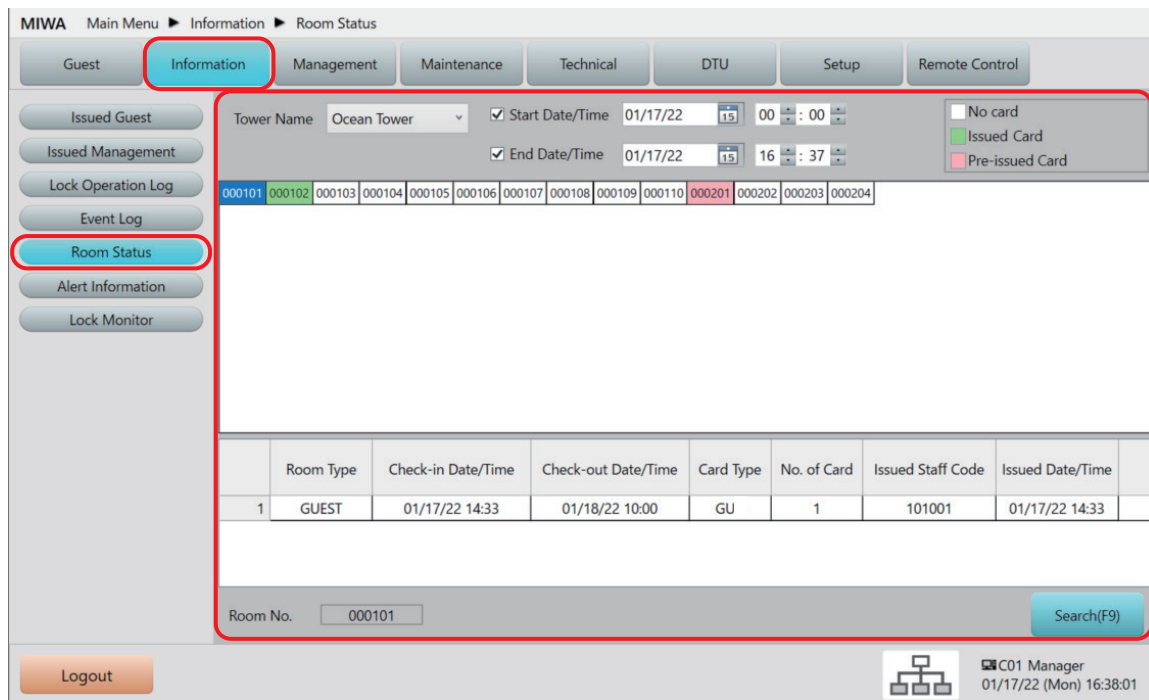 MIWA Main Menu ▶ Information ▶ Room Status
Guest Information Management Maintenance Technical DTU Setup Remote Control
Issued Guest
Issued Management
Lock Operation Log
Event Log
Room Status
Alert Information
Lock Monitor
Tower Name Ocean Tower Start Date/Time 01/17/22 15 00 : 00
End Date/Time 01/17/22 15 16 : 37
No card
Issued Card
Pre-issued Card
000101 000102 000103 000104 000105 000106 000107 000108 000109 000110 000201 000202 000203 000204
Room Type Check-in Date/Time Check-out Date/Time Card Type No. of Card Issued Staff Code Issued Date/Time
1 GUEST 01/17/22 14:33 01/18/22 10:00 GU 1 101001 01/17/22 14:33
Room No. 000101 Search(F9)
Logout
C01 Manager
01/17/22 (Mon) 16:38:01